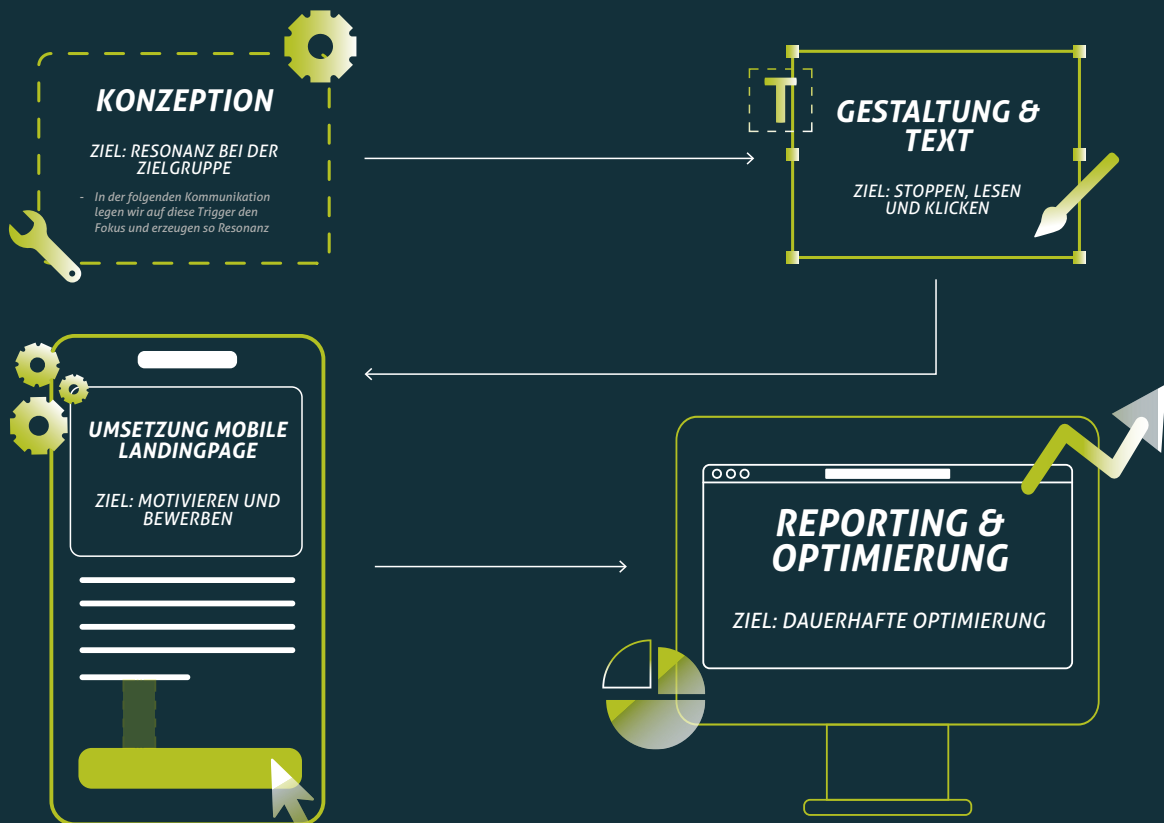 KONZEPTION
ZIEL: RESONANZ BEI DER
ZIELGRUPPE
- In der folgenden Kommunikation
legen wir auf diese Trigger den
Fokus und erzeugen so Resonanz
T
GESTALTUNG &
TEXT
ZIEL: STOPPEN, LESEN
UND KLICKEN
UMSETZUNG MOBILE
LANDINGPAGE
ZIEL: MOTIVIEREN UND
BEWERBEN
REPORTING &
OPTIMIERUNG
ZIEL: DAUERHAFTE OPTIMIERUNG